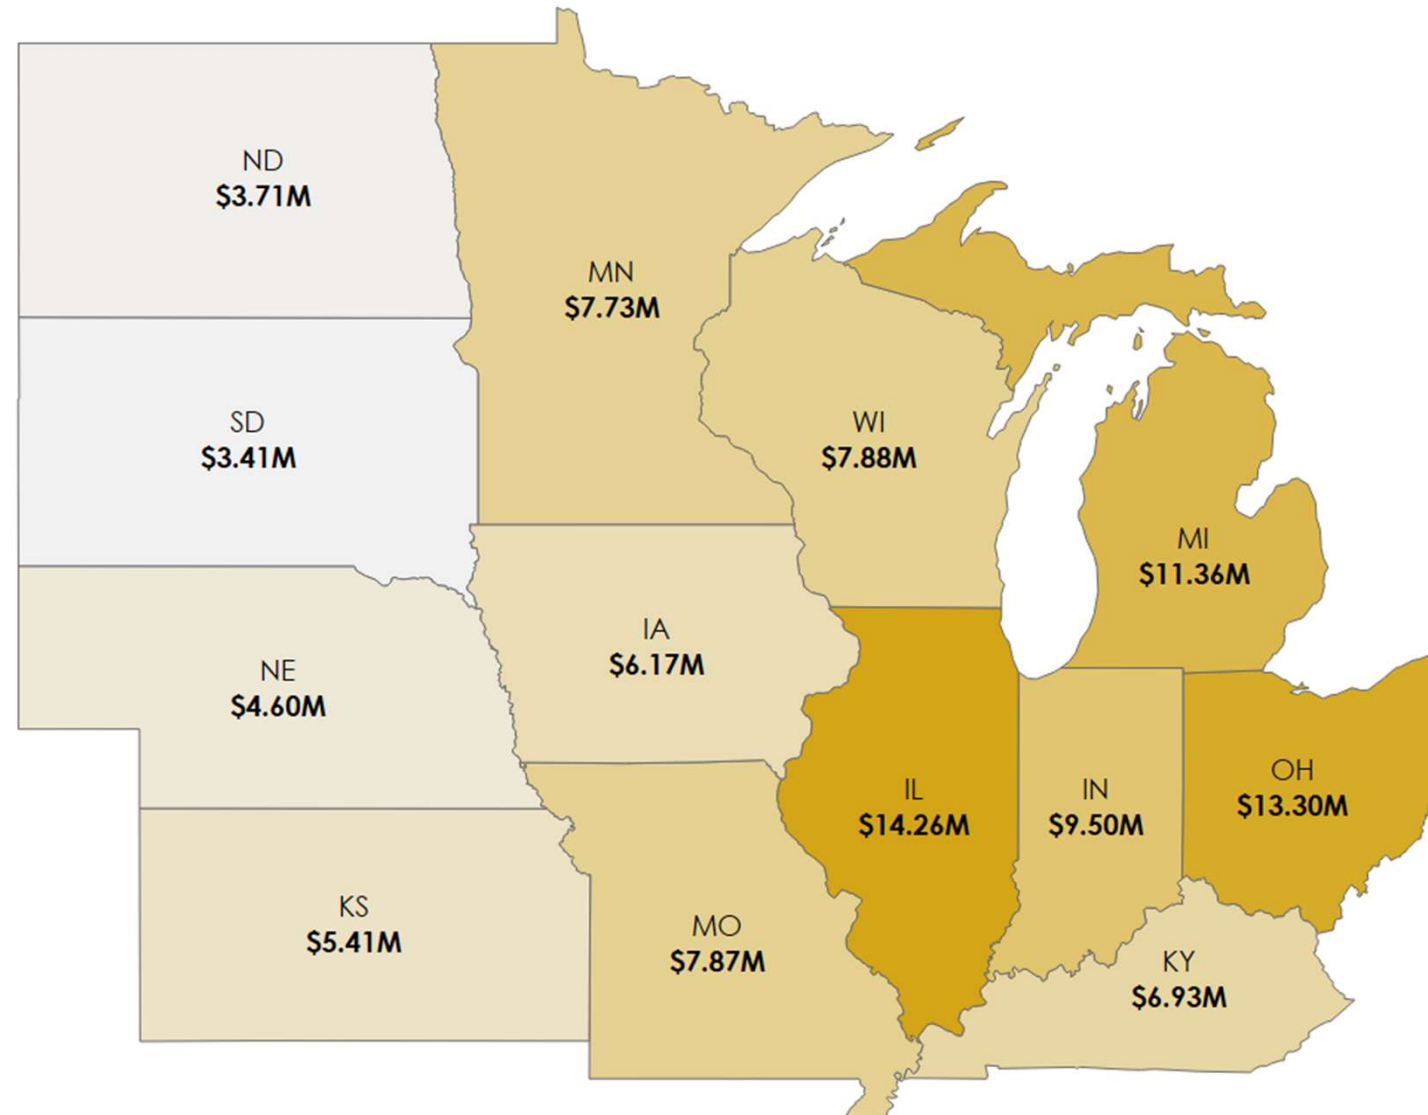 ND
$3.71M
MN
$7.73M
SD
$3.41M
WI
$7.88M
MI
$11.36M
IA
$6.17M
NE
$4.60M
IL
$14.26M
IN
$9.50M
OH
$13.30M
KS
$5.41M
MO
$7.87M
KY
$6.93M